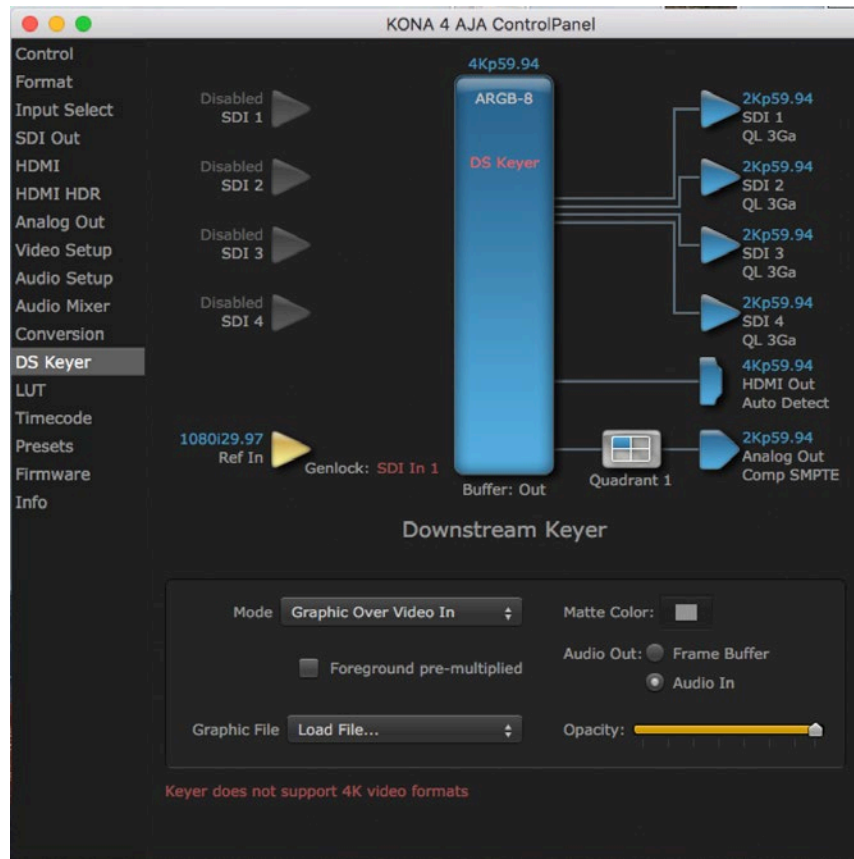 KONA 4 AJA ControlPanel
Control
Format
Input Select
SDI Out
HDMI
HDMI HDR
Analog Out
Video Setup
Audio Setup
Audio Mixer
Conversion
DS Keyer
LUT
Timecode
Presets
Firmware
Info
4Kp59.94
ARGB-8
DS Keyer
Buffer: Out
Disabled
SDI 1
Disabled
SDI 2
Disabled
SDI 3
Disabled
SDI 4
1080i29.97
Ref In
Genlock: SDI In 1
2Kp59.94
SDI 1
QL 3Ga
2Kp59.94
SDI 2
QL 3Ga
2Kp59.94
SDI 3
QL 3Ga
2Kp59.94
SDI 4
QL 3Ga
4Kp59.94
HDMI Out
Auto Detect
Quadrant 1
2Kp59.94
Analog Out
Comp SMPTE
Downstream Keyer
Mode Graphic Over Video In
Foreground pre-multiplied
Graphic File Load File...
Matte Color:
Audio Out: Frame Buffer
Audio In
Opacity:
Keyer does not support 4K video formats